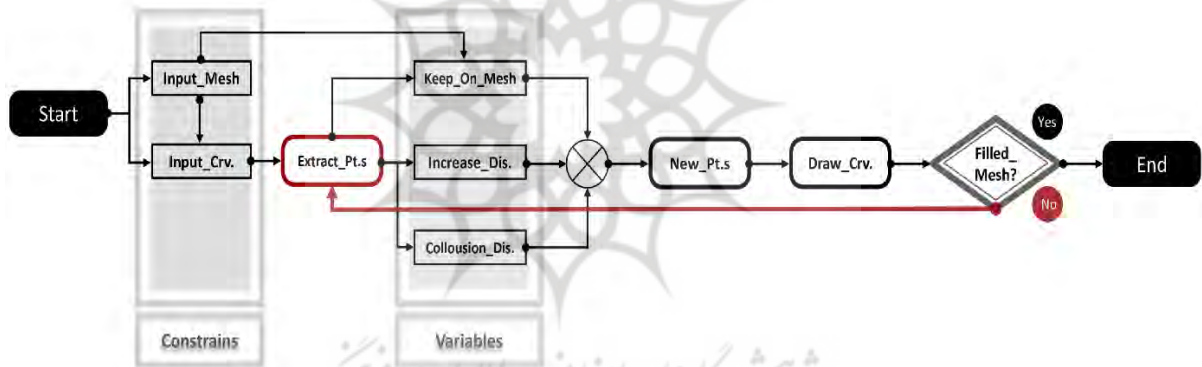 Start
Input_Mesh
Input_Crv.
Extract_Pt.s
Keep_On_Mesh
Increase_Dis.
Collousion_Dis.
New_Pt.s
Draw_Crv.
Filled_
Mesh?
Yes
No
End
Constrains
Variables